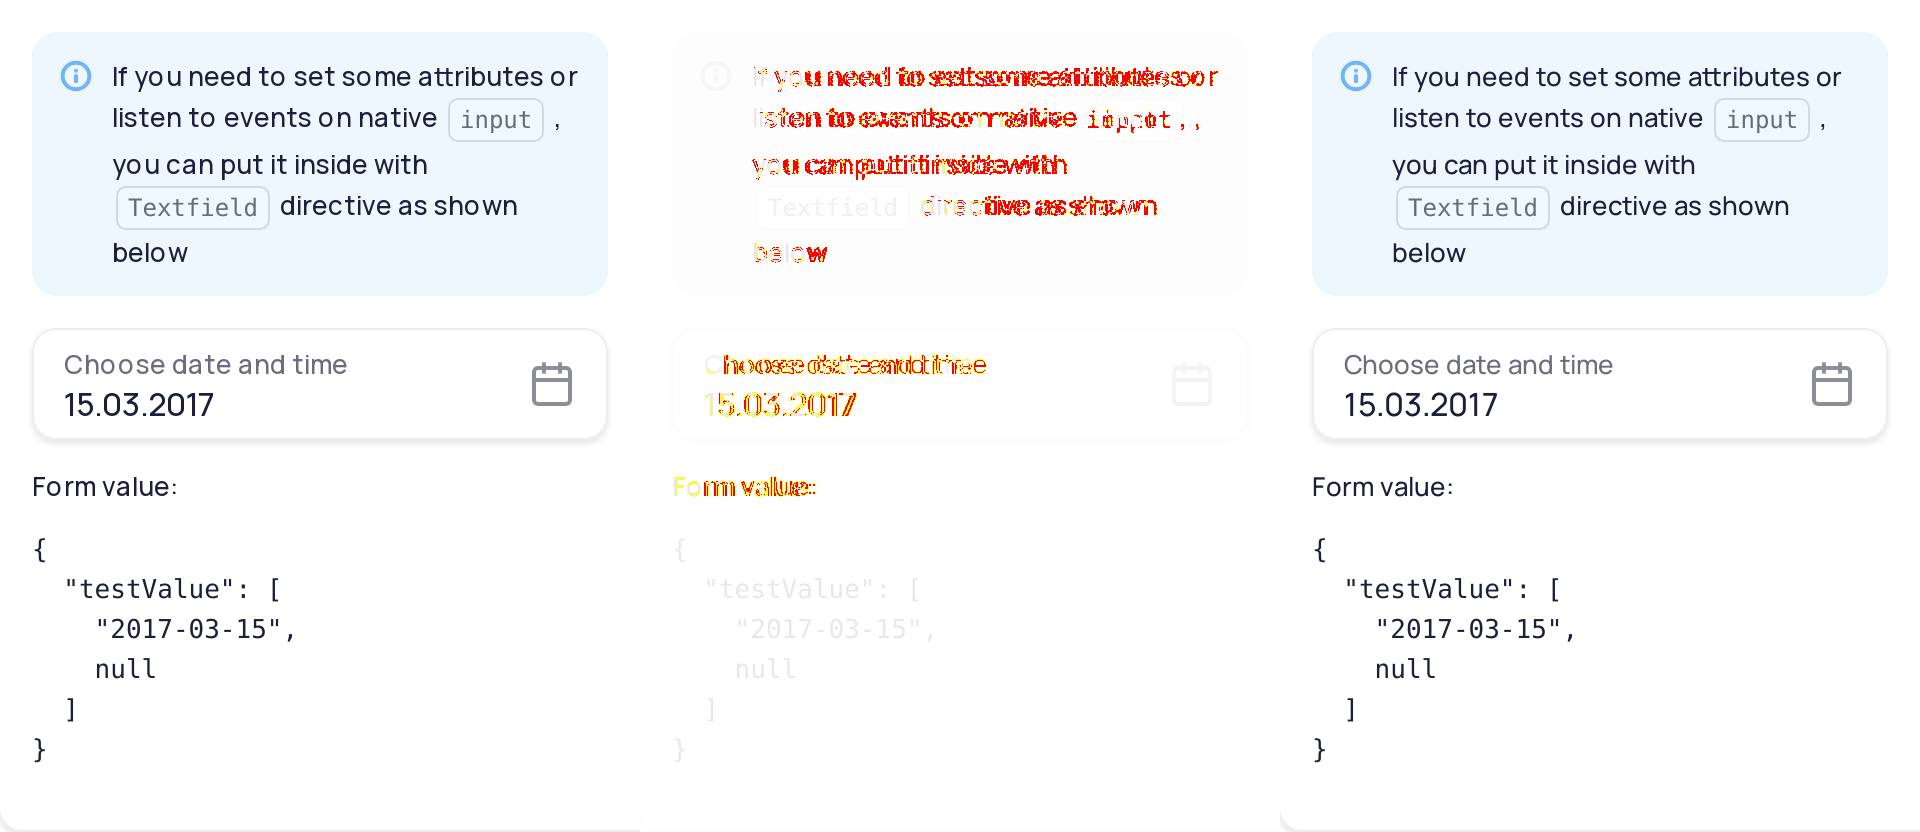 If you need to set some attributes or
listen to events on native input ,
you can put it inside with
Textfield directive as shown
below
Choose date and time
15.03.2017
Form value:
{
"testValue": [
"2017-03-15",
null
]
}
If you need to set some attributes or
listen to events on native input ,
you can put it inside with
Textfield directive as shown
below
Choose date and time
15.03.2017
Form value:
{
"testValue": [
"2017-03-15",
null
]
}
If you need to set some attributes or
listen to events on native input ,
you can put it inside with
Textfield directive as shown
below
Choose date and time
15.03.2017
Form value:
{
"testValue": [
"2017-03-15",
null
]
}